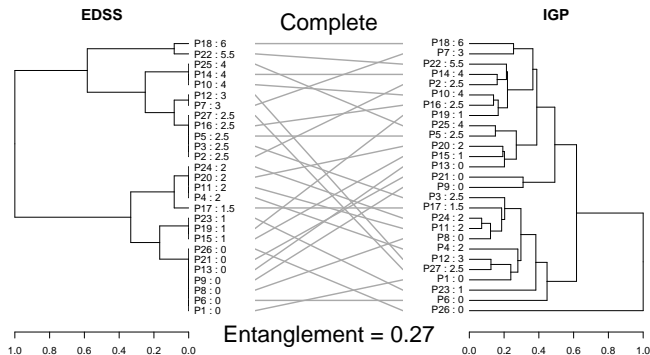 EDSS
Complete
IGP
P18 : 6
P22 : 5.5
P25 : 4
P14 : 4
P10 : 4
P12 : 3
P7 : 3
P27 : 2.5
P16 : 2.5
P5 : 2.5
P3 : 2.5
P2 : 2.5
P24 : 2
P20 : 2
P11 : 2
P4 : 2
P17 : 1.5
P23 : 1
P19 : 1
P15 : 1
P26 : 0
P21 : 0
P13 : 0
P9 : 0
P8 : 0
P6 : 0
P1 : 0
P18 : 6
P7 : 3
P22 : 5.5
P14 : 4
P2 : 2.5
P10 : 4
P16 : 2.5
P19 : 1
P25 : 4
P5 : 2.5
P20 : 2
P15 : 1
P13 : 0
P21 : 0
P9 : 0
P3 : 2.5
P17 : 1.5
P24 : 2
P11 : 2
P8 : 0
P4 : 2
P12 : 3
P27 : 2.5
P1 : 0
P23 : 1
P6 : 0
P26 : 0
Entanglement = 0.27
1.0 0.8 0.6 0.4 0.2 0.0
0.0 0.2 0.4 0.6 0.8 1.0